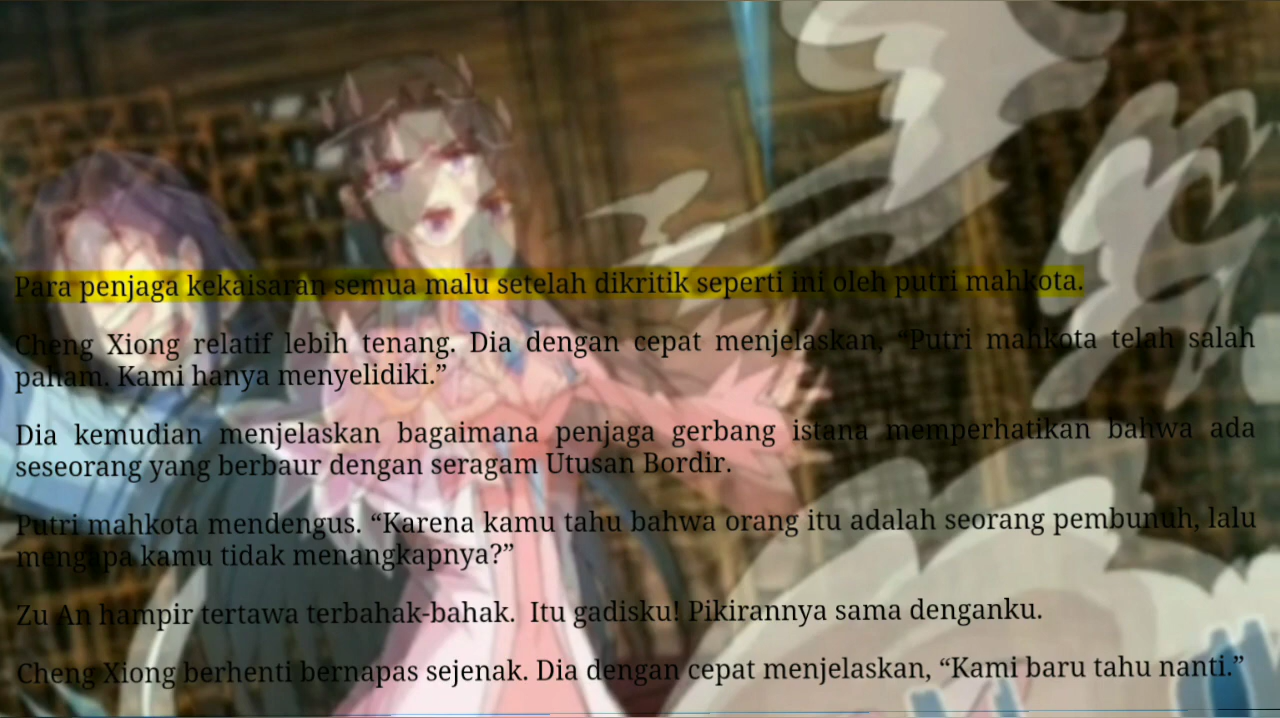 Para penjaga kekaisaran semua malu setelah dikritik seperti ini oleh putri mahkota.
Cheng Xiong relatif lebih tenang. Dia dengan cepat menjelaskan, “Putri mahkota telah salah
paham. Kami hanya menyelidiki.”
Dia kemudian menjelaskan bagaimana penjaga gerbang istana memperhatikan bahwa ada
seseorang yang berbaur dengan seragam Utusan Bordir.
Putri mahkota mendengus. “Karena kamu tahu bahwa orang itu adalah seorang pembunuh, lalu
mengapa kamu tidak menangkapnya?”
Zu An hampir tertawa terbahak-bahak. Itu gadisku! Pikirannya sama denganku.
Cheng Xiong berhenti bernapas sejenak. Dia dengan cepat menjelaskan, “Kami baru tahu nanti.”